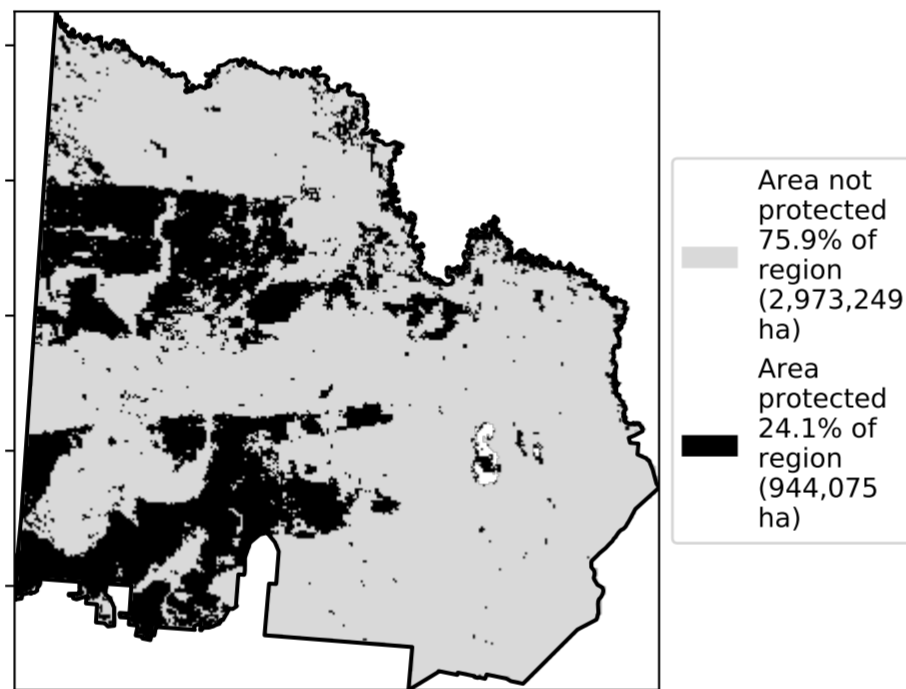 Area not
protected
75.9% of
region
(2,973,249
ha)
Area
protected
24.1% of
region
(944,075
ha)